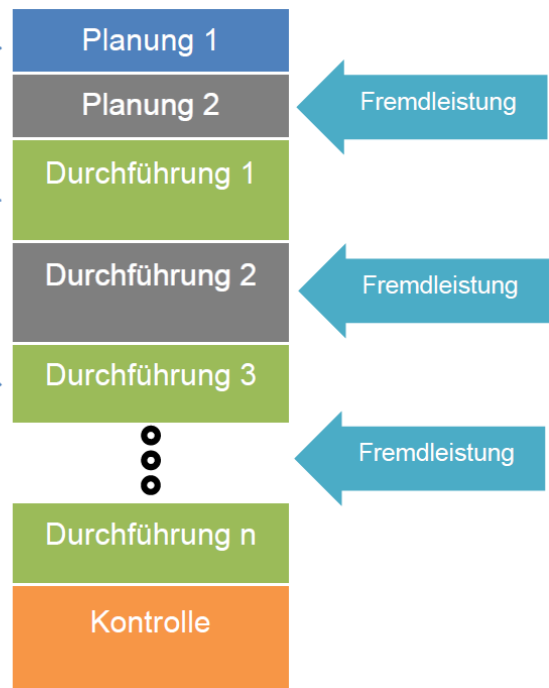 Planung 1
Planung 2
Fremdleistung
Durchführung 1
Durchführung 2
Fremdleistung
Durchführung 3
Fremdleistung
Durchführung n
Kontrolle